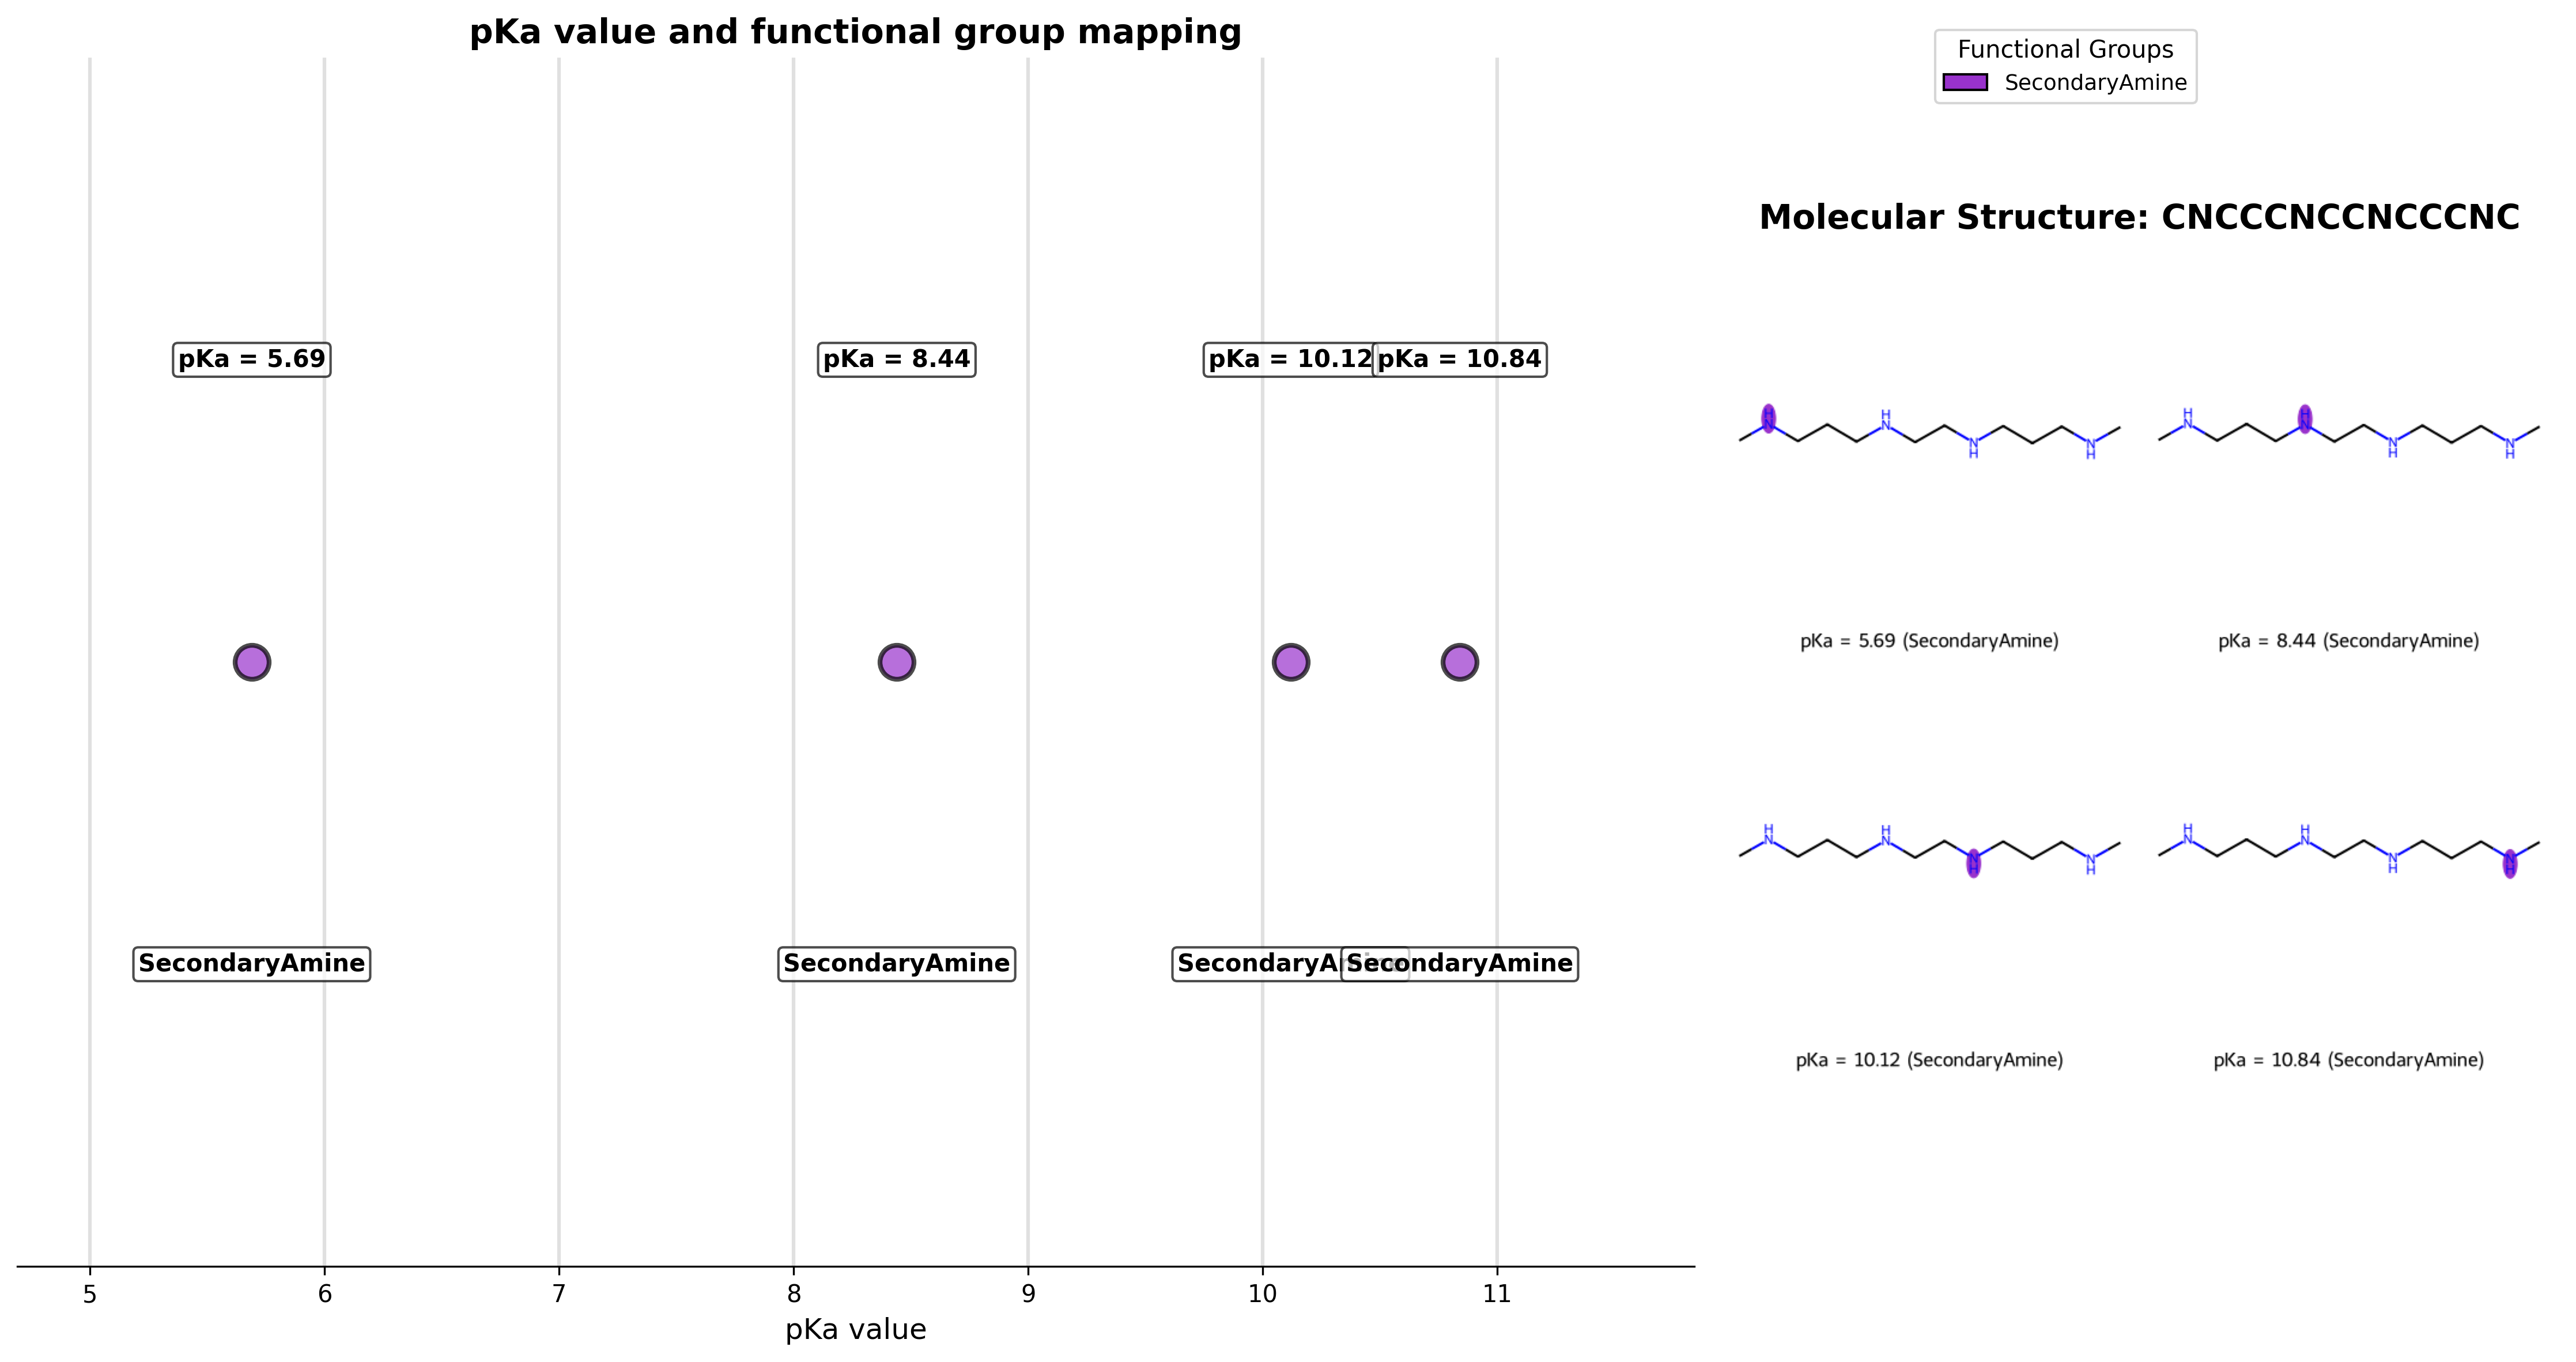 pKa value and functional group mapping
pKa = 5.69
pKa = 8.44
pKa = 10.12
pKa = 10.84
SecondaryAmine
SecondaryAmine
SecondaryAmine
5
6
7
8
9
10
11
pKa value
Functional Groups
SecondaryAmine
Molecular Structure: CNCCCNCCNCCCNC
H
N
H
N
N
H
N
H
pKa = 5.69 (SecondaryAmine)
H
N
H
N
N
H
N
H
pKa = 8.44 (SecondaryAmine)
H
N
H
N
N
H
N
H
pKa = 10.12 (SecondaryAmine)
H
N
H
N
N
H
N
H
pKa = 10.84 (SecondaryAmine)